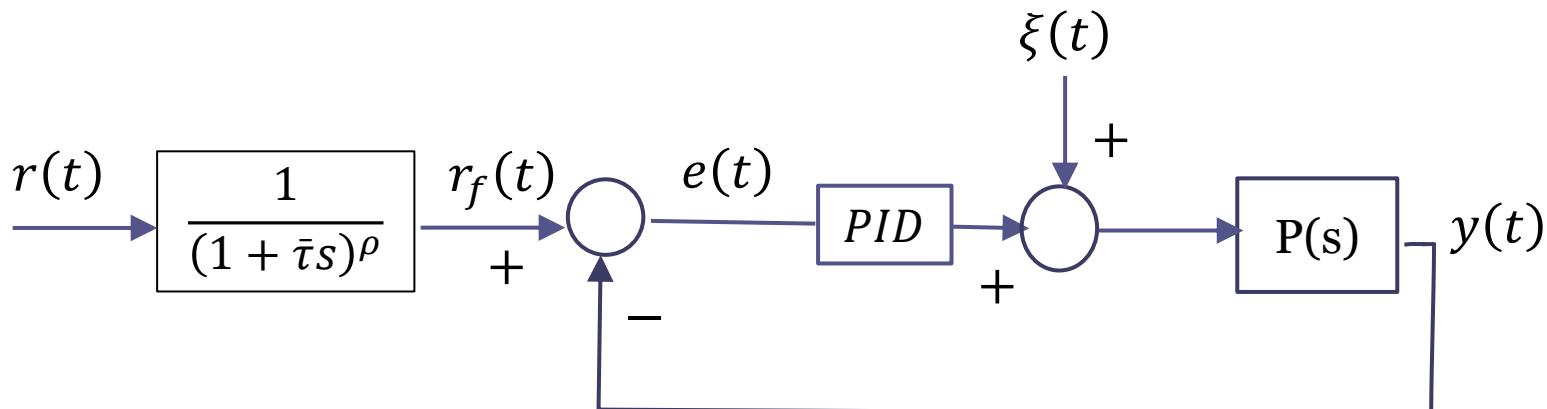 ξ(t)
+
r(t)
1
(1 + τ̄s)^ρ
r_f(t)
+
−
e(t)
PID
+
P(s)
y(t)